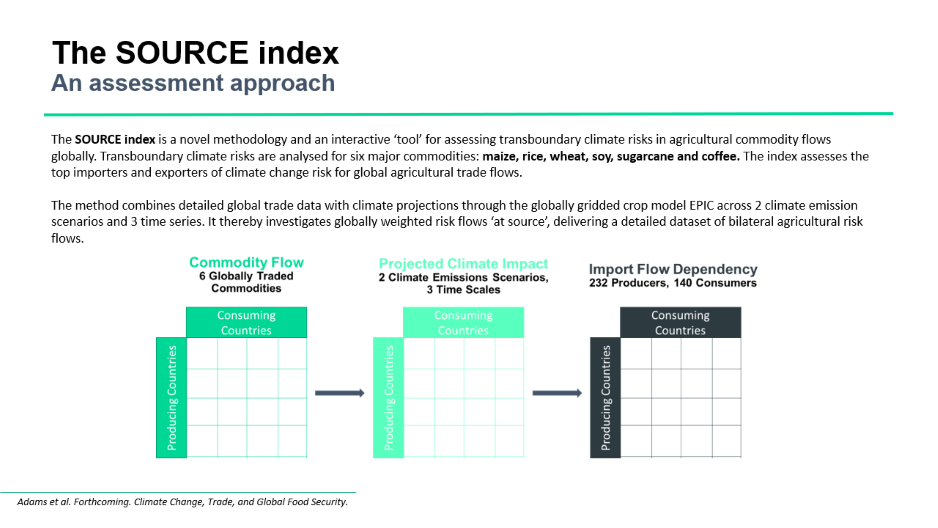 The SOURCE index
An assessment approach
The SOURCE index is a novel methodology and an interactive ‘tool’ for assessing transboundary climate risks in agricultural commodity flows
globally. Transboundary climate risks are analysed for six major commodities: maize, rice, wheat, soy, sugarcane and coffee. The index assesses the
top importers and exporters of climate change risk for global agricultural trade flows.
The method combines detailed global trade data with climate projections through the globally gridded crop model EPIC across 2 climate emission
scenarios and 3 time series. It thereby investigates globally weighted risk flows ‘at source’, delivering a detailed dataset of bilateral agricultural risk
flows.
Commodity Flow
6 Globally Traded
Commodities
Consuming
Countries
Producing Countries
Projected Climate Impact
2 Climate Emissions Scenarios,
3 Time Scales
Consuming
Countries
Producing Countries
Import Flow Dependency
232 Producers, 140 Consumers
Consuming
Countries
Producing Countries
Adams et al. Forthcoming. Climate Change, Trade, and Global Food Security.